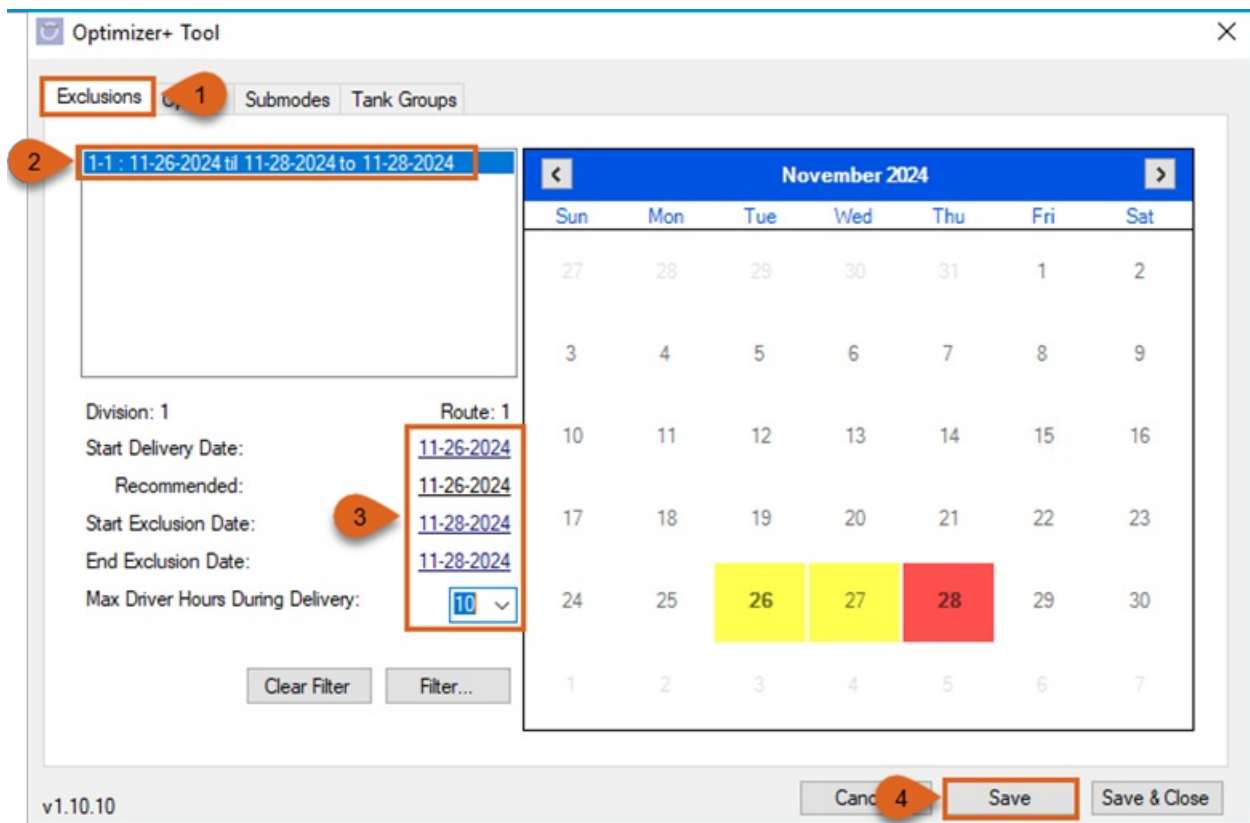 Optimizer+ Tool
Exclusions 1 Submodes Tank Groups
2 1-1 : 11-26-2024 til 11-28-2024 to 11-28-2024
November 2024
Sun Mon Tue Wed Thu Fri Sat
27 28 29 30 31 1 2
3 4 5 6 7 8 9
10 11 12 13 14 15 16
17 18 19 20 21 22 23
24 25 26 27 28 29 30
1 2 3 4 5 6 7
Division: 1 Route: 1
Start Delivery Date: 11-26-2024
Recommended: 11-26-2024
3
Start Exclusion Date: 11-28-2024
End Exclusion Date: 11-28-2024
Max Driver Hours During Delivery: 10
Clear Filter Filter...
v1.10.10 4 Save Save & Close